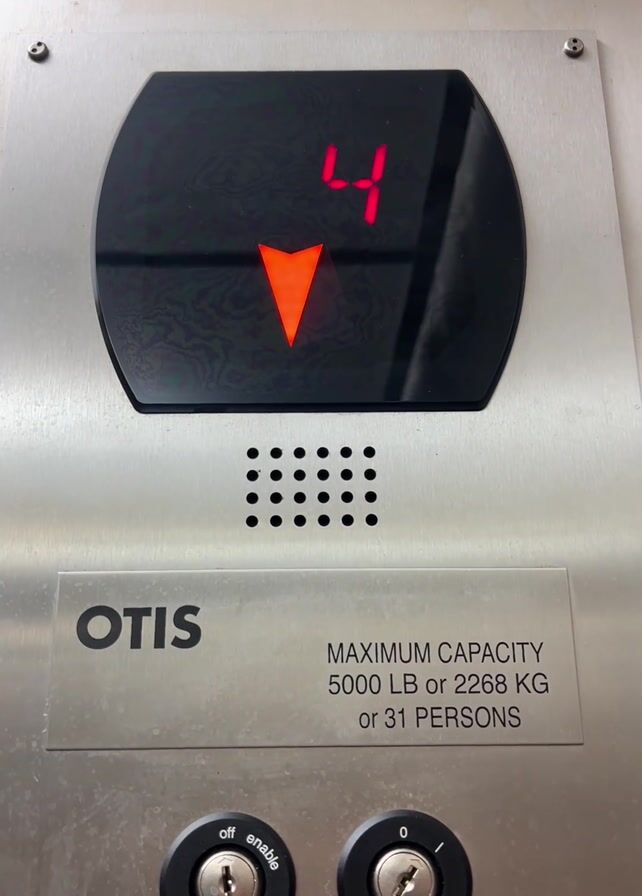 4
OTIS
MAXIMUM CAPACITY
5000 LB or 2268 KG
or 31 PERSONS
off enable
0 I